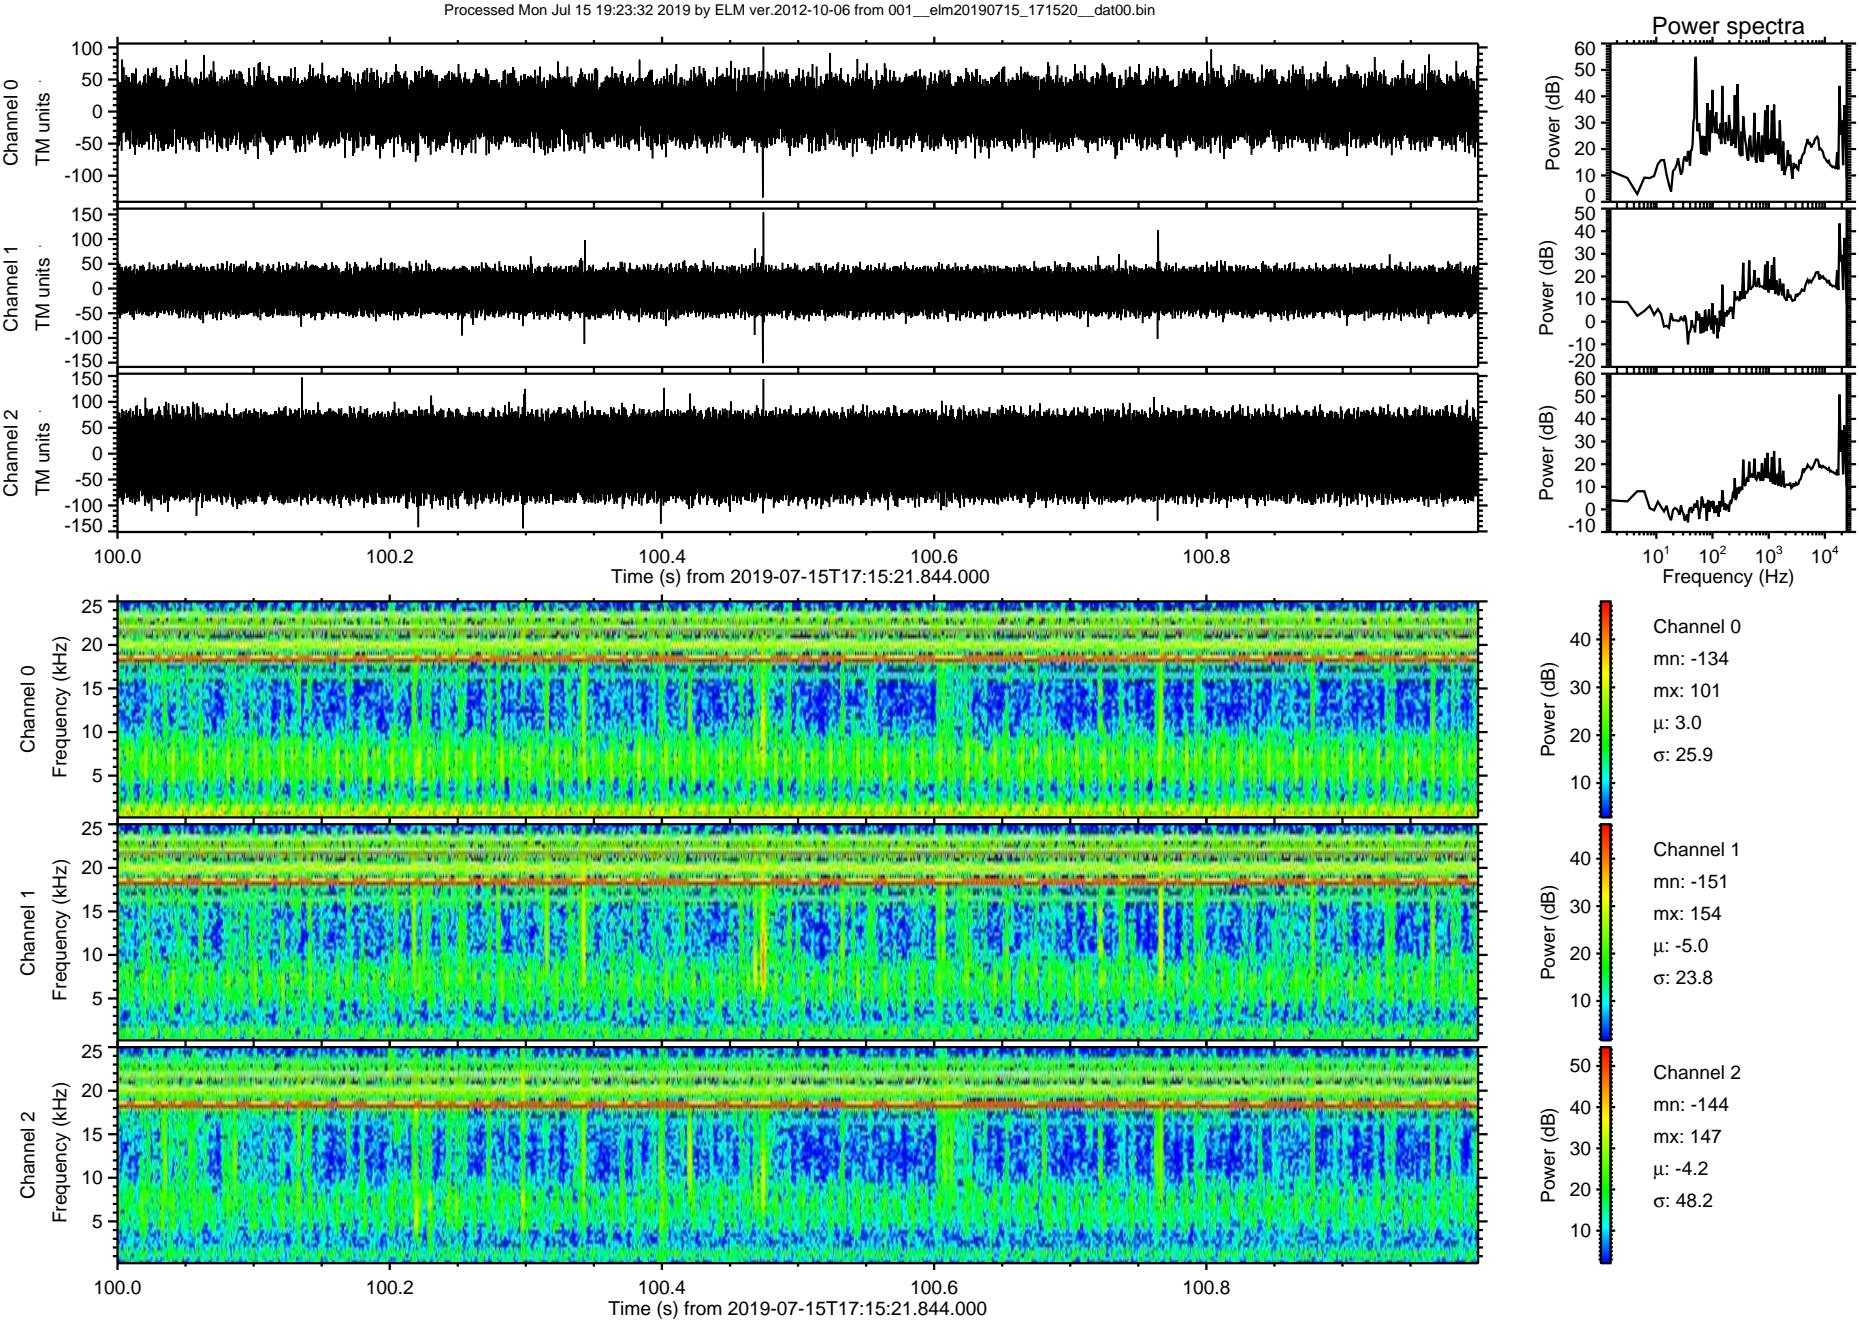 Processed Mon Jul 15 19:23:32 2019 by ELM ver.2012-10-06 from 001__elm20190715_171520__dat00.bin
Power spectra
Channel 0
TM units
100
50
0
-50
-100
Power (dB)
60
50
40
30
20
10
0
Channel 1
TM units
150
100
50
0
-50
-100
-150
Power (dB)
50
40
30
20
10
0
-10
-20
Channel 2
TM units
150
100
50
0
-50
-100
-150
Power (dB)
60
50
40
30
20
10
0
-10
100.0 100.2 100.4 100.6 100.8
Time (s) from 2019-07-15T17:15:21.844.000
10^1 10^2 10^3 10^4
Frequency (Hz)
Channel 0
Frequency (kHz)
25
20
15
10
5
Power (dB)
40
30
20
10
Channel 0
mn: -134
mx: 101
μ: 3.0
σ: 25.9
Channel 1
Frequency (kHz)
25
20
15
10
5
Power (dB)
40
30
20
10
Channel 1
mn: -151
mx: 154
μ: -5.0
σ: 23.8
Channel 2
Frequency (kHz)
25
20
15
10
5
Power (dB)
50
40
30
20
10
Channel 2
mn: -144
mx: 147
μ: -4.2
σ: 48.2
100.0 100.2 100.4 100.6 100.8
Time (s) from 2019-07-15T17:15:21.844.000